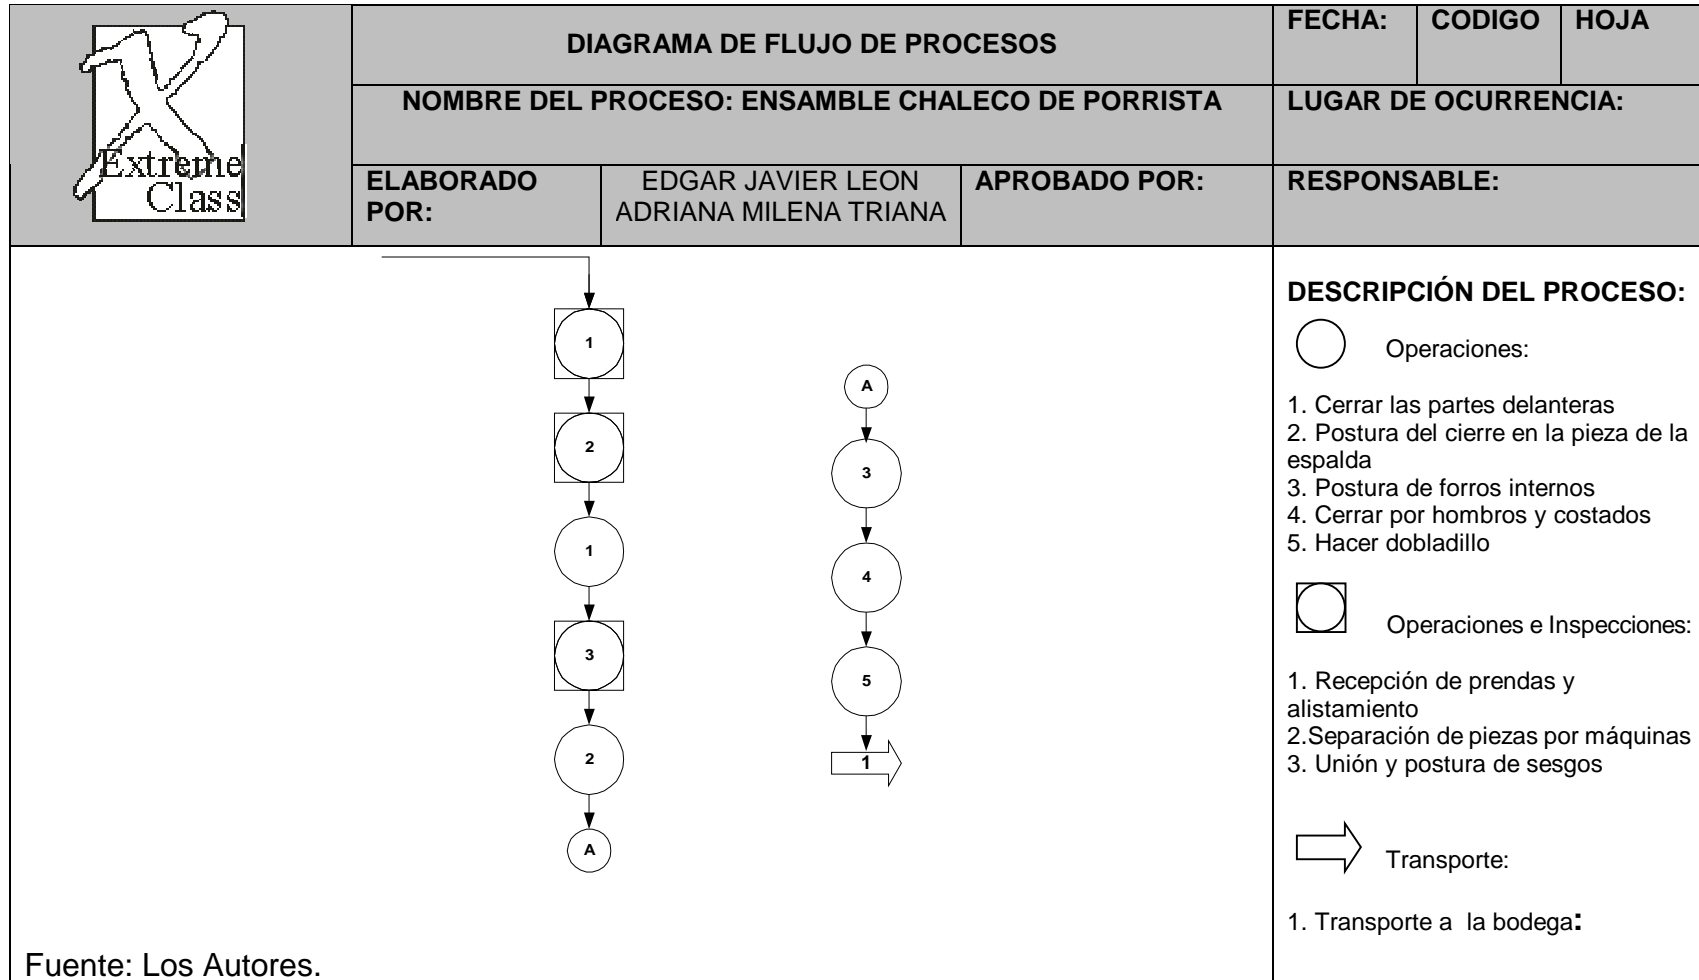 Extreme
Class
DIAGRAMA DE FLUJO DE PROCESOS
FECHA:
CODIGO
HOJA
NOMBRE DEL PROCESO: ENSAMBLE CHALECO DE PORRISTA
LUGAR DE OCURRENCIA:
ELABORADO
POR:
EDGAR JAVIER LEON
ADRIANA MILENA TRIANA
APROBADO POR:
RESPONSABLE:
1
2
1
3
2
A
A
3
4
5
1
DESCRIPCIÓN DEL PROCESO:
Operaciones:
1. Cerrar las partes delanteras
2. Postura del cierre en la pieza de la
espalda
3. Postura de forros internos
4. Cerrar por hombros y costados
5. Hacer dobladillo
Operaciones e Inspecciones:
1. Recepción de prendas y
alistamiento
2.Separación de piezas por máquinas
3. Unión y postura de sesgos
Transporte:
1. Transporte a la bodega:
Fuente: Los Autores.